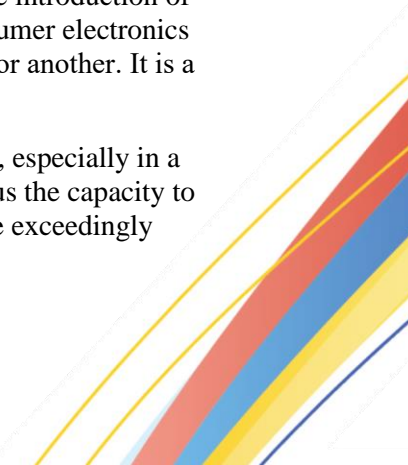 e introduction of
umer electronics
or another. It is a
, especially in a
us the capacity to
e exceedingly